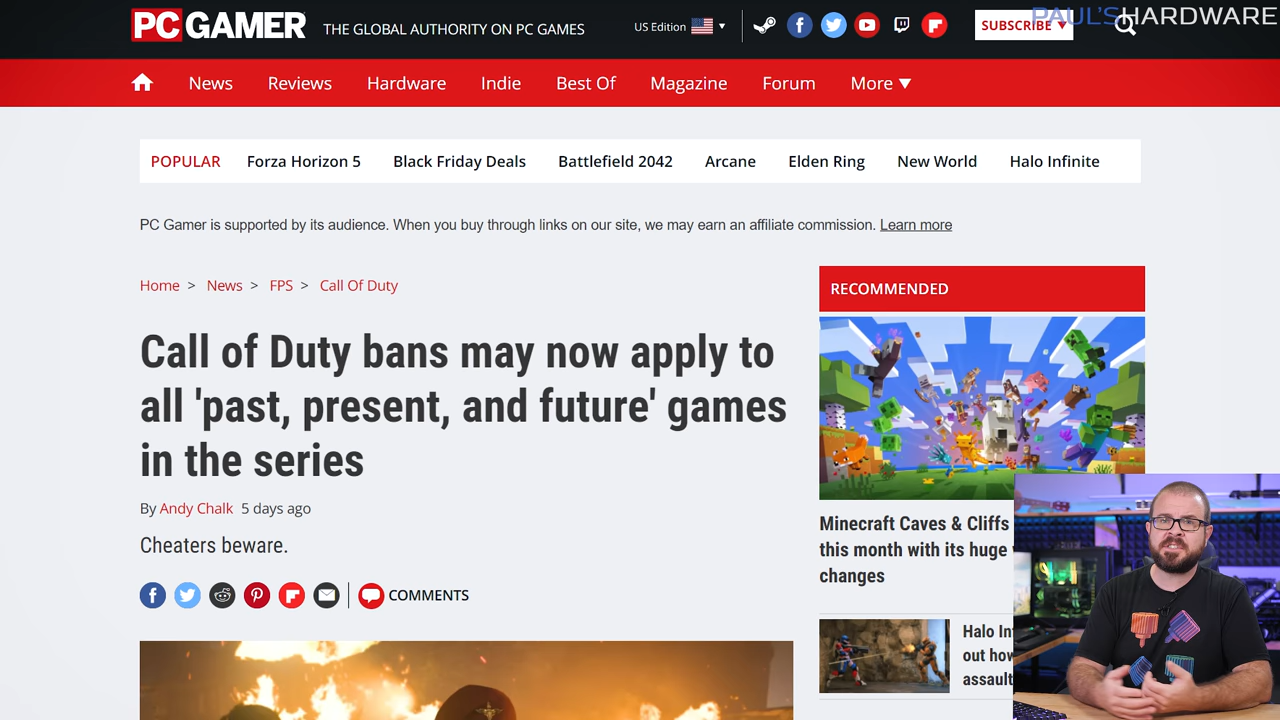 PC GAMER THE GLOBAL AUTHORITY ON PC GAMES US Edition SUBSCRIBE PAUL'S HARDWARE
News Reviews Hardware Indie Best Of Magazine Forum More
POPULAR Forza Horizon 5 Black Friday Deals Battlefield 2042 Arcane Elden Ring New World Halo Infinite
PC Gamer is supported by its audience. When you buy through links on our site, we may earn an affiliate commission. Learn more
Home > News > FPS > Call Of Duty
Call of Duty bans may now apply to
all 'past, present, and future' games
in the series
By Andy Chalk 5 days ago
Cheaters beware.
COMMENTS
RECOMMENDED
Minecraft Caves & Cliffs
this month with its huge
changes
Halo
out
assault